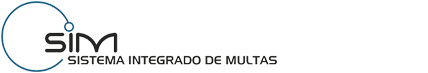 SIM
SISTEMA INTEGRADO DE MULTAS